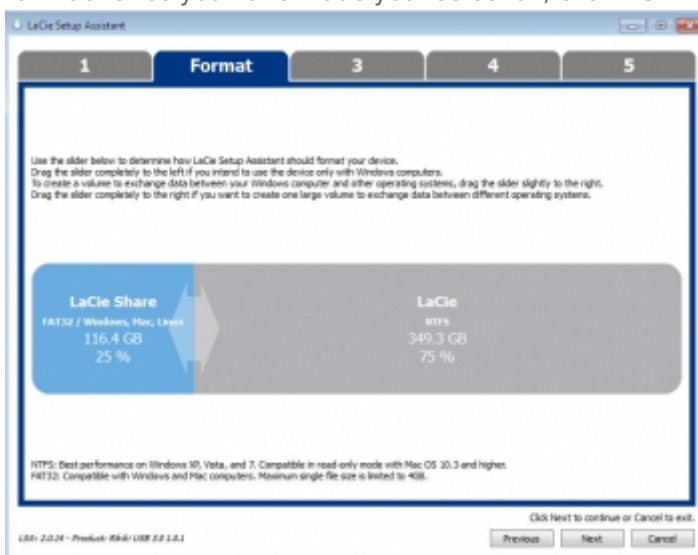 LaCie Setup Assistant
1 Format 3 4 5
Use the slider below to determine how LaCie Setup Assistant should format your device.
Drag the slider completely to the left if you intend to use the device only with Windows computers.
To create a volume to exchange data between your Windows computer and other operating systems, drag the slider slightly to the right.
Drag the slider completely to the right if you want to create one large volume to exchange data between different operating systems.
LaCie Share
FAT32 / Windows, Mac, Linux
116.4 GB
25 %
LaCie
NTFS
349.3 GB
75 %
NTFS: Best performance on Windows XP, Vista, and 7. Compatible in read-only mode with Mac OS 10.3 and higher.
FAT32: Compatible with Windows and Mac computers. Maximum single file size is limited to 4GB.
Click Next to continue or Cancel to exit.
2.0.24 - Product: USB
Previous Next Cancel